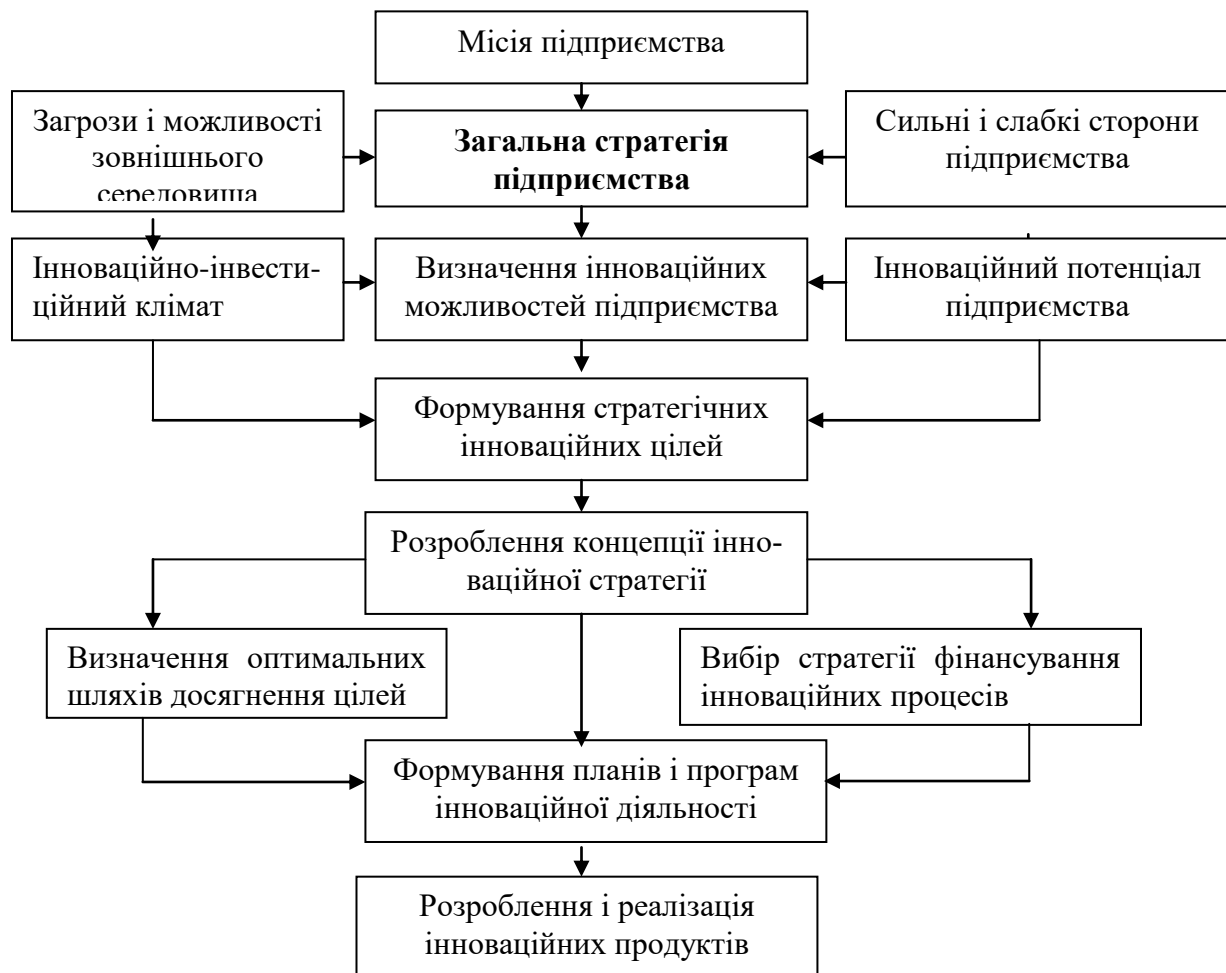 Місія підприємства
Загрози і можливості
зовнішнього
середовища
Загальна стратегія
підприємства
Сильні і слабкі сторони
підприємства
Інноваційно-інвести-
ційний клімат
Визначення інноваційних
можливостей підприємства
Інноваційний потенціал
підприємства
Формування стратегічних
інноваційних цілей
Розроблення концепції інно-
ваційної стратегії
Визначення оптимальних
шляхів досягнення цілей
Вибір стратегії фінансування
інноваційних процесів
Формування планів і програм
інноваційної діяльності
Розроблення і реалізація
інноваційних продуктів